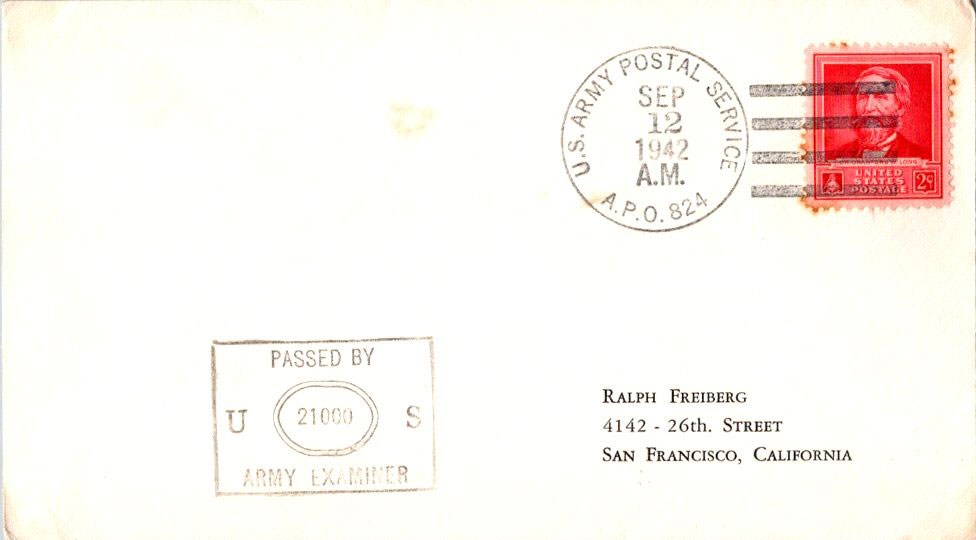 U.S. ARMY POSTAL SERVICE
SEP
12
1942
A.M.
A.P.O. 824
LONG
UNITED
STATES
POSTAGE
2¢
PASSED BY
U 21000 S
ARMY EXAMINER
RALPH FREIBERG
4142 - 26th. STREET
SAN FRANCISCO, CALIFORNIA